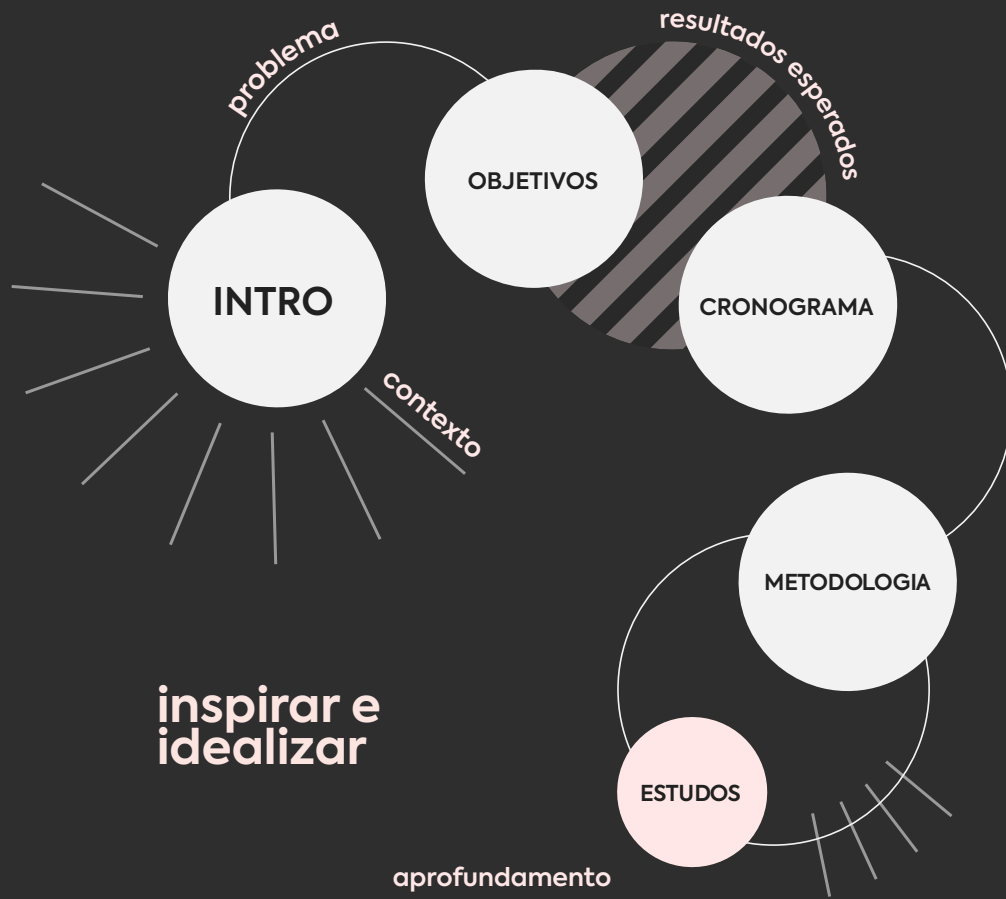 problema
resultados esperados
OBJETIVOS
INTRO
CRONOGRAMA
contexto
METODOLOGIA
inspirar e
idealizar
ESTUDOS
aprofundamento